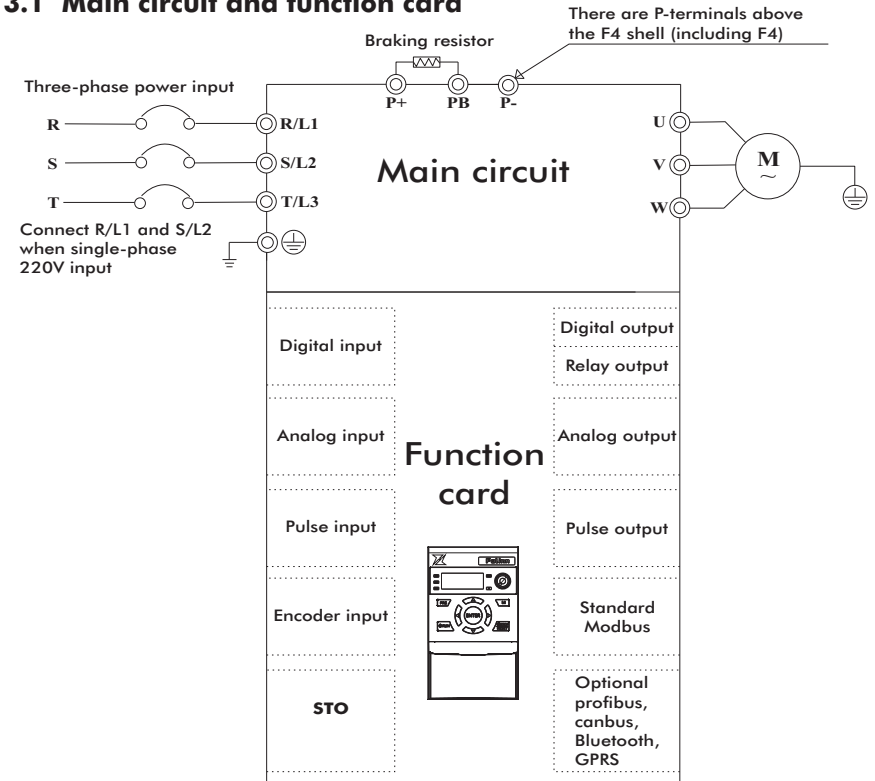 3.1 Main circuit and function card
There are P-terminals above
the F4 shell (including F4)
Braking resistor
Three-phase power input
P+
PB
P-
R
R/L1
U
S
S/L2
Main circuit
V
M
~
T
T/L3
W
Connect R/L1 and S/L2
when single-phase
220V input
Digital input
Digital output
Relay output
Analog input
Function
card
Analog output
Pulse input
Pulse output
Encoder input
ENTER
Standard
Modbus
STO
Optional
profibus,
canbus,
Bluetooth,
GPRS